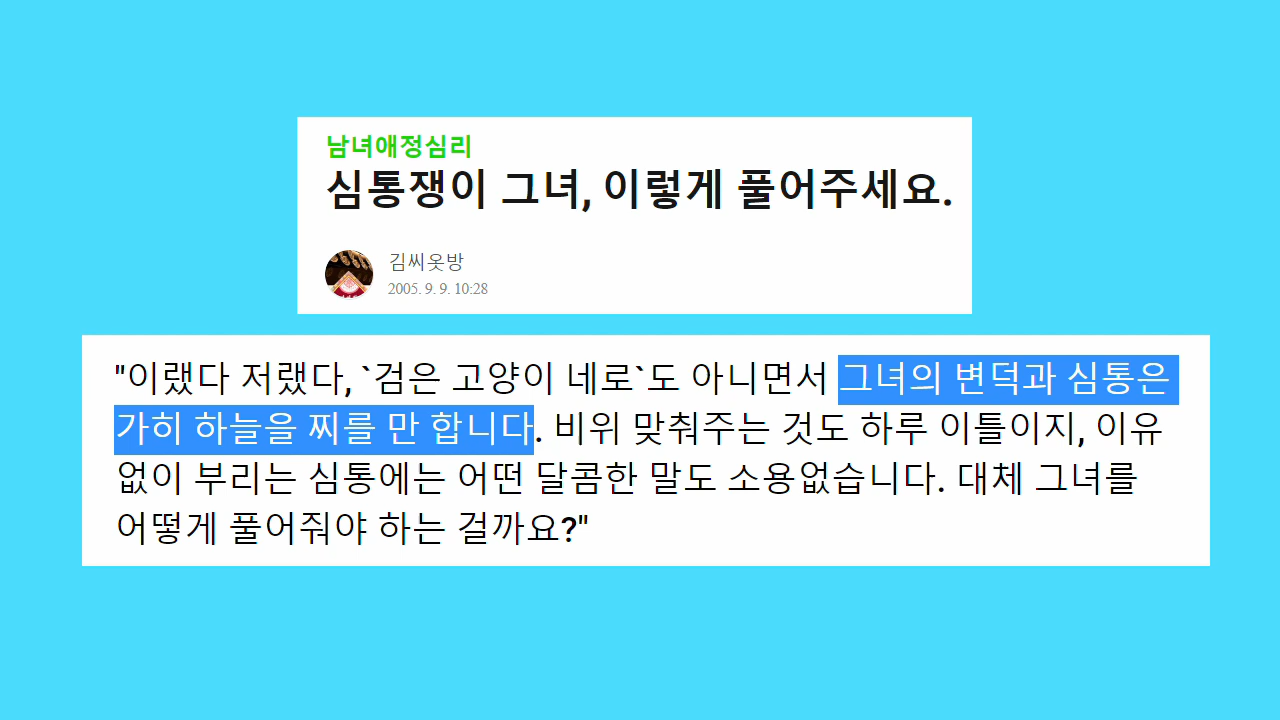 남녀애정심리
심통쟁이 그녀, 이렇게 풀어주세요.
김씨옷방
2005. 9. 9. 10:28
"이랬다 저랬다, `검은 고양이 네로`도 아니면서 그녀의 변덕과 심통은
가히 하늘을 찌를 만 합니다. 비위 맞춰주는 것도 하루 이틀이지, 이유
없이 부리는 심통에는 어떤 달콤한 말도 소용없습니다. 대체 그녀를
어떻게 풀어줘야 하는 걸까요?"